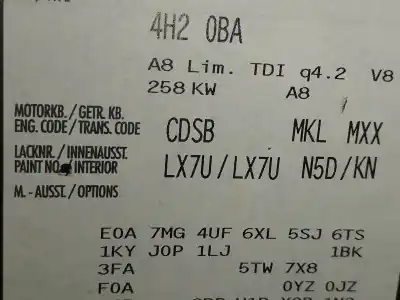 4H2 0BA
A8 Lim. TDI q4.2 V8
258 KW A8
MOTORKB. / GETR. KB.
ENG. CODE / TRANS. CODE CDSB MKL MXX
LACKNR. / INNENAUSST.
PAINT NO. / INTERIOR LX7U / LX7U N5D / KN
M. - AUSST. / OPTIONS
E0A 7MG 4UF 6XL 5SJ 6TS
1KY J0P 1LJ 1BK
3FA 5TW 7X8
F0A 0YZ 0JZ